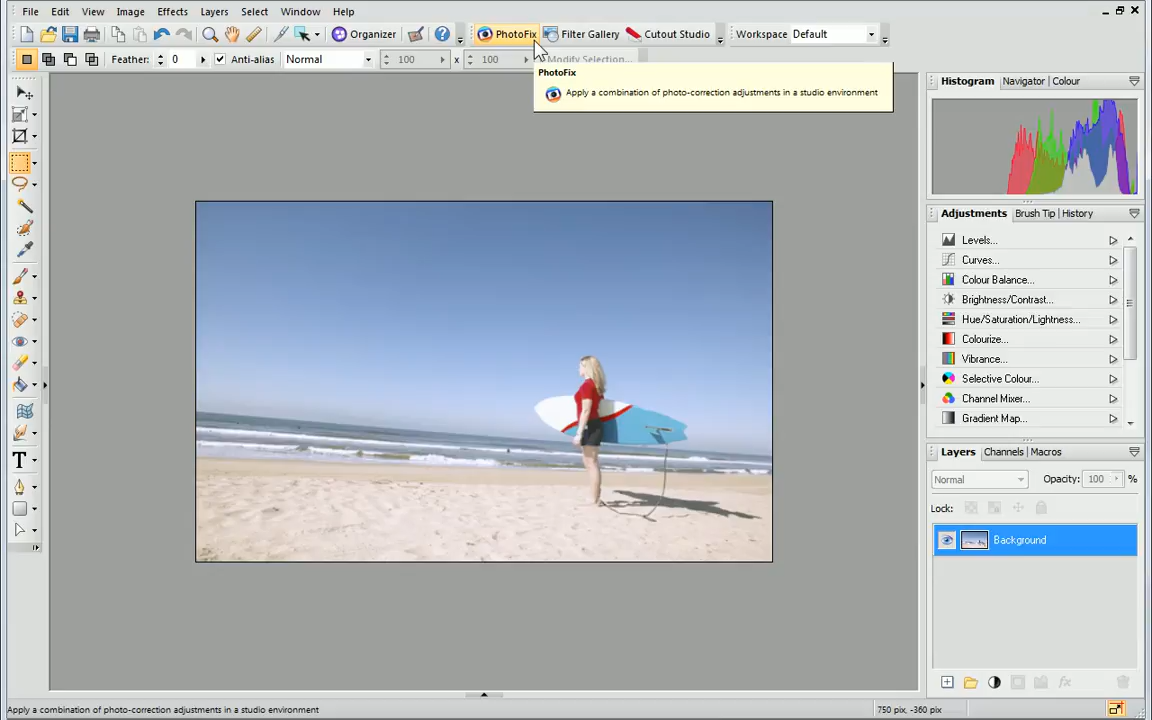 File Edit View Image Effects Layers Select Window Help
Organizer PhotoFix Filter Gallery Cutout Studio Workspace Default
Feather: 0 Anti-alias Normal 100 x 100 Modify Selection...
PhotoFix
Apply a combination of photo-correction adjustments in a studio environment
Histogram Navigator Colour
Adjustments Brush Tip History
Levels...
Curves...
Colour Balance...
Brightness/Contrast...
Hue/Saturation/Lightness...
Colourize...
Vibrance...
Selective Colour...
Channel Mixer...
Gradient Map...
Layers Channels Macros
Normal Opacity: 100 %
Lock:
Background
T
fx
Apply a combination of photo-correction adjustments in a studio environment 750 pix, -360 pix